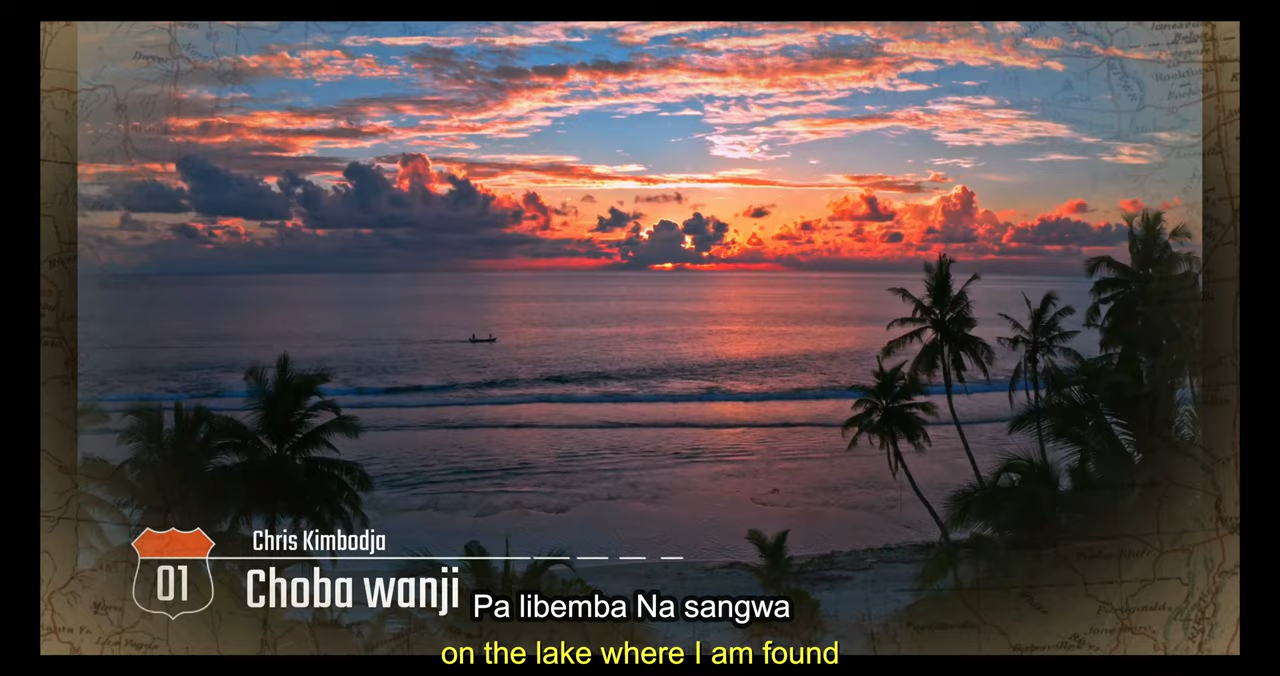 Chris Kimbodja
01
Choba wanji
Pa libemba Na sangwa
on the lake where I am found